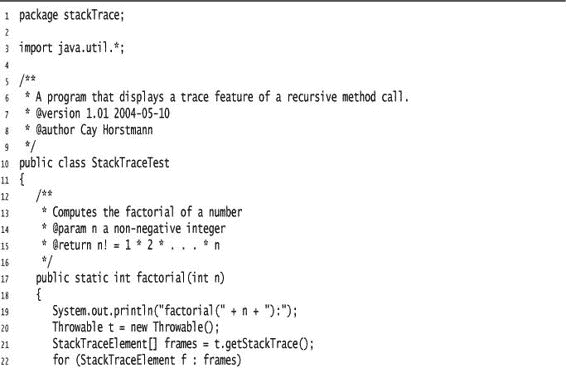 1 package stackTrace;
2
3 import java.util.*;
4
5 /**
6  * A program that displays a trace feature of a recursive method call.
7  * @version 1.01 2004-05-10
8  * @author Cay Horstmann
9  */
10 public class StackTraceTest
11 {
12    /**
13     * Computes the factorial of a number
14     * @param n a non-negative integer
15     * @return n! = 1 * 2 * . . . * n
16     */
17    public static int factorial(int n)
18    {
19       System.out.println("factorial(" + n + "):");
20       Throwable t = new Throwable();
21       StackTraceElement[] frames = t.getStackTrace();
22       for (StackTraceElement f : frames)